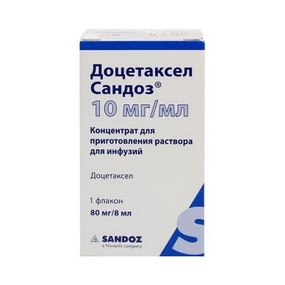 Доцетаксел
Сандоз®
10 мг/мл
Концентрат для
приготовления раствора
для инфузий
Доцетаксел
1 флакон
80 мг/8 мл
SANDOZ
a Novartis company
S